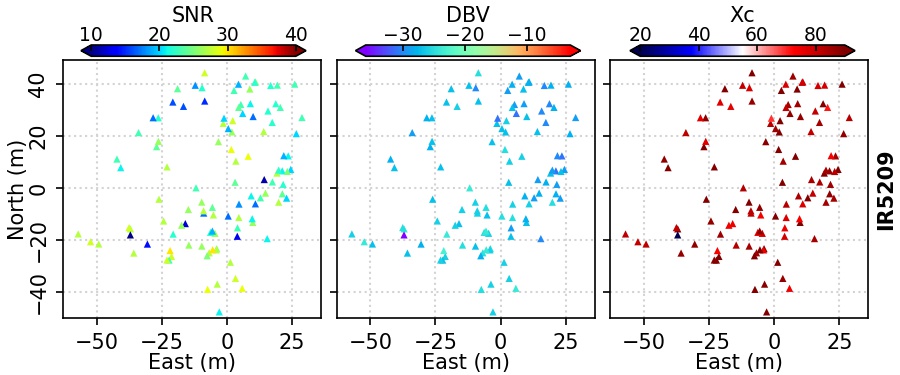 SNR DBV Xc
10 20 30 40 −30 −20 −10 20 40 60 80
North (m)
40
20
0
−20
−40
−50 −25 0 25 −50 −25 0 25 −50 −25 0 25
East (m) East (m) East (m)
IR5209